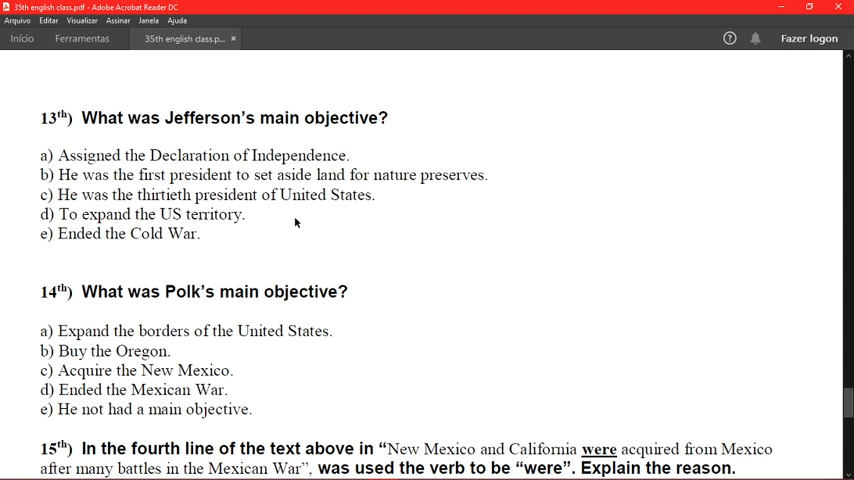 35th english class.pdf - Adobe Acrobat Reader DC
Arquivo Editar Visualizar Assinar Janela Ajuda
Início Ferramentas 35th english class.p... × Fazer logon
13th) What was Jefferson's main objective?
a) Assigned the Declaration of Independence.
b) He was the first president to set aside land for nature preserves.
c) He was the thirtieth president of United States.
d) To expand the US territory.
e) Ended the Cold War.
14th) What was Polk's main objective?
a) Expand the borders of the United States.
b) Buy the Oregon.
c) Acquire the New Mexico.
d) Ended the Mexican War.
e) He not had a main objective.
15th) In the fourth line of the text above in “New Mexico and California were acquired from Mexico
after many battles in the Mexican War”, was used the verb to be “were”. Explain the reason.